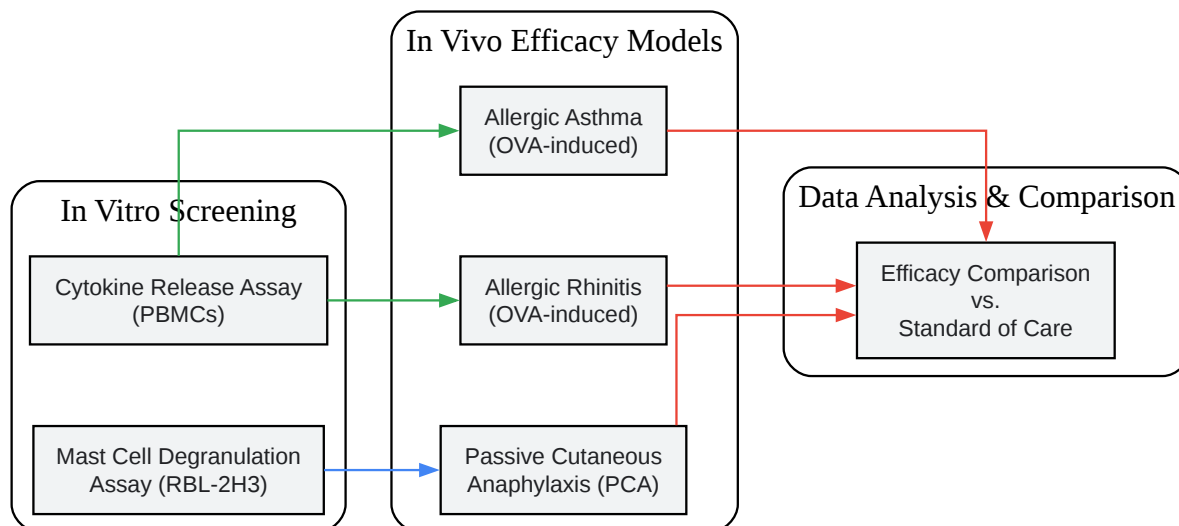 In Vitro Screening
Cytokine Release Assay
(PBMCs)
Mast Cell Degranulation
Assay (RBL-2H3)
In Vivo Efficacy Models
Allergic Asthma
(OVA-induced)
Allergic Rhinitis
(OVA-induced)
Passive Cutaneous
Anaphylaxis (PCA)
Data Analysis & Comparison
Efficacy Comparison
vs.
Standard of Care